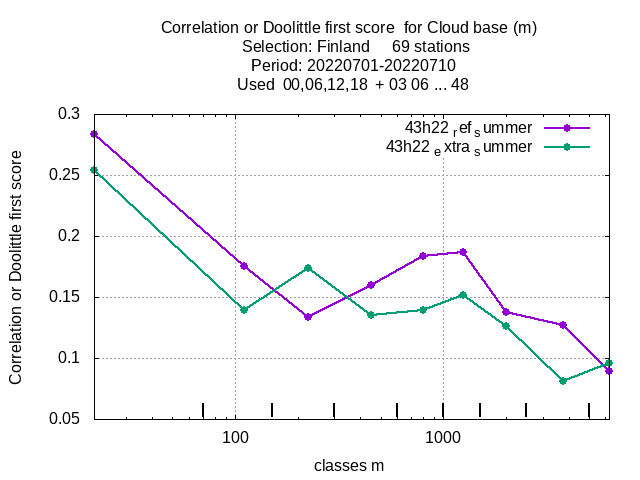 Correlation or Doolittle first score  for Cloud base (m)
Selection: Finland     69 stations
Period: 20220701-20220710
Used  00,06,12,18  + 03 06 ... 48
43h22 ref summer
43h22 extra summer
Correlation or Doolittle first score
0.3
0.25
0.2
0.15
0.1
0.05
100
1000
classes m